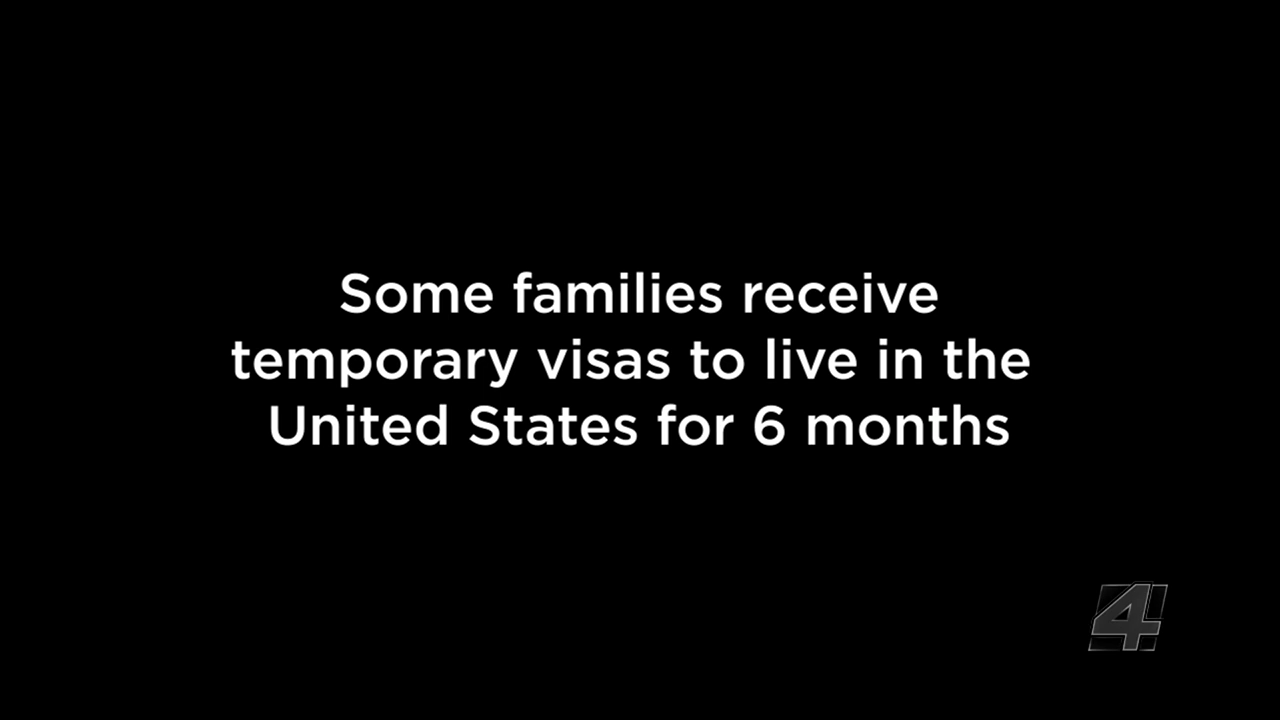 Some families receive
temporary visas to live in the
United States for 6 months
4